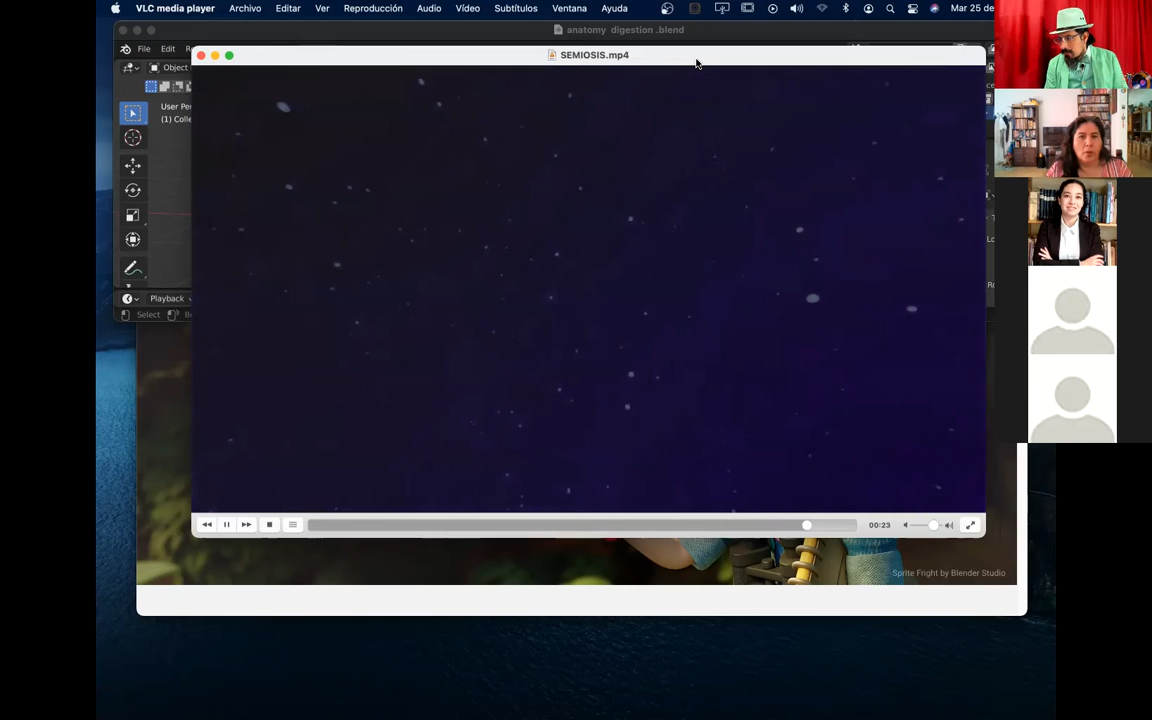 VLC media player Archivo Editar Ver Reproducción Audio Vídeo Subtítulos Ventana Ayuda Mar 25 de
anatomy digestion .blend
File Edit
SEMIOSIS.mp4
Object
User Pe
(1) Colle
Playback
Select
00:23
Sprite Fright by Blender Studio